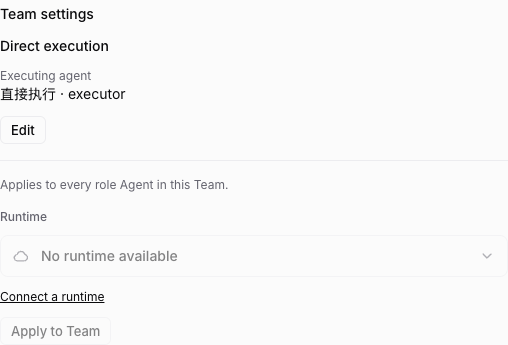 Team settings
Direct execution
Executing agent
直接执行 · executor
Edit
Applies to every role Agent in this Team.
Runtime
No runtime available
Connect a runtime
Apply to Team